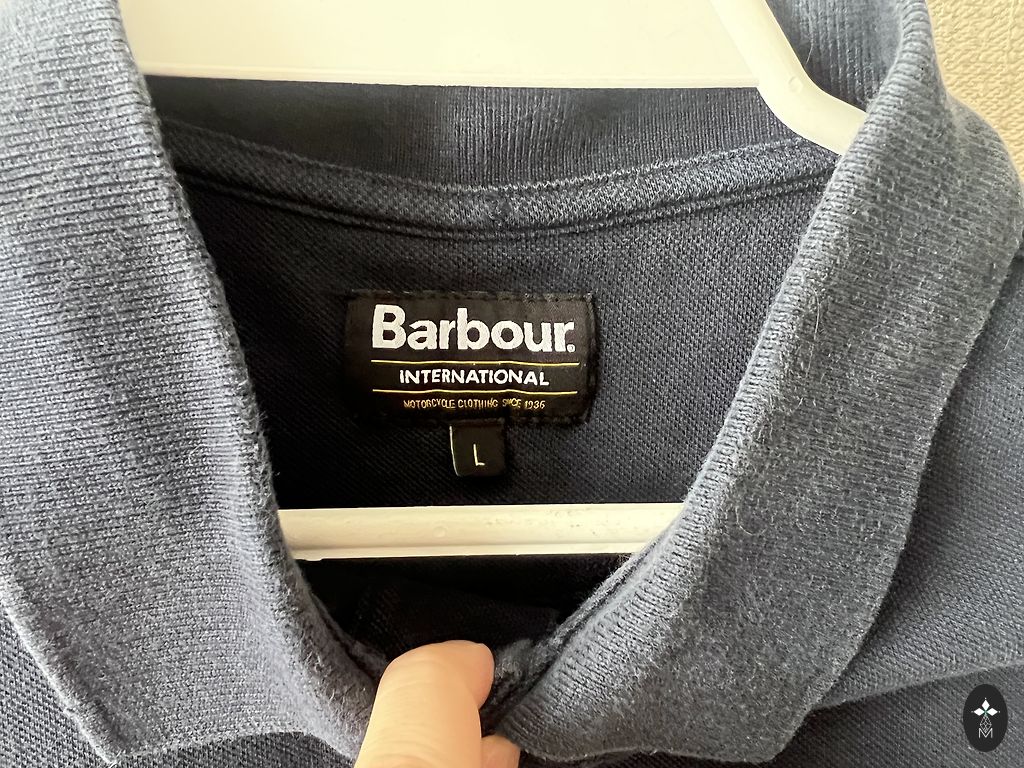 Barbour®
INTERNATIONAL
MOTORCYCLE CLOTHING SINCE 1936
L
M